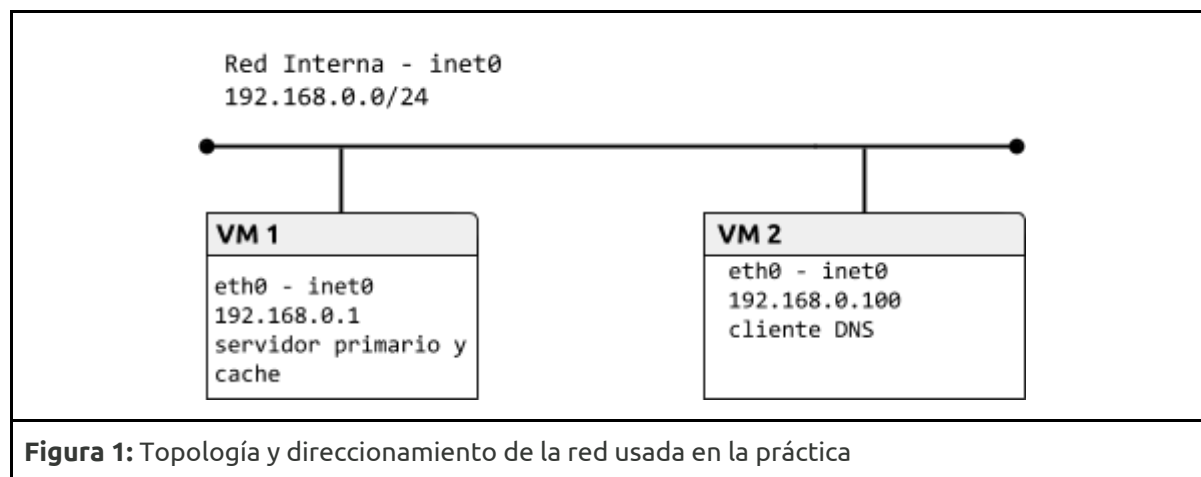 Red Interna - inet0
192.168.0.0/24
VM 1
eth0 - inet0
192.168.0.1
servidor primario y
cache
VM 2
eth0 - inet0
192.168.0.100
cliente DNS
Figura 1: Topología y direccionamiento de la red usada en la práctica